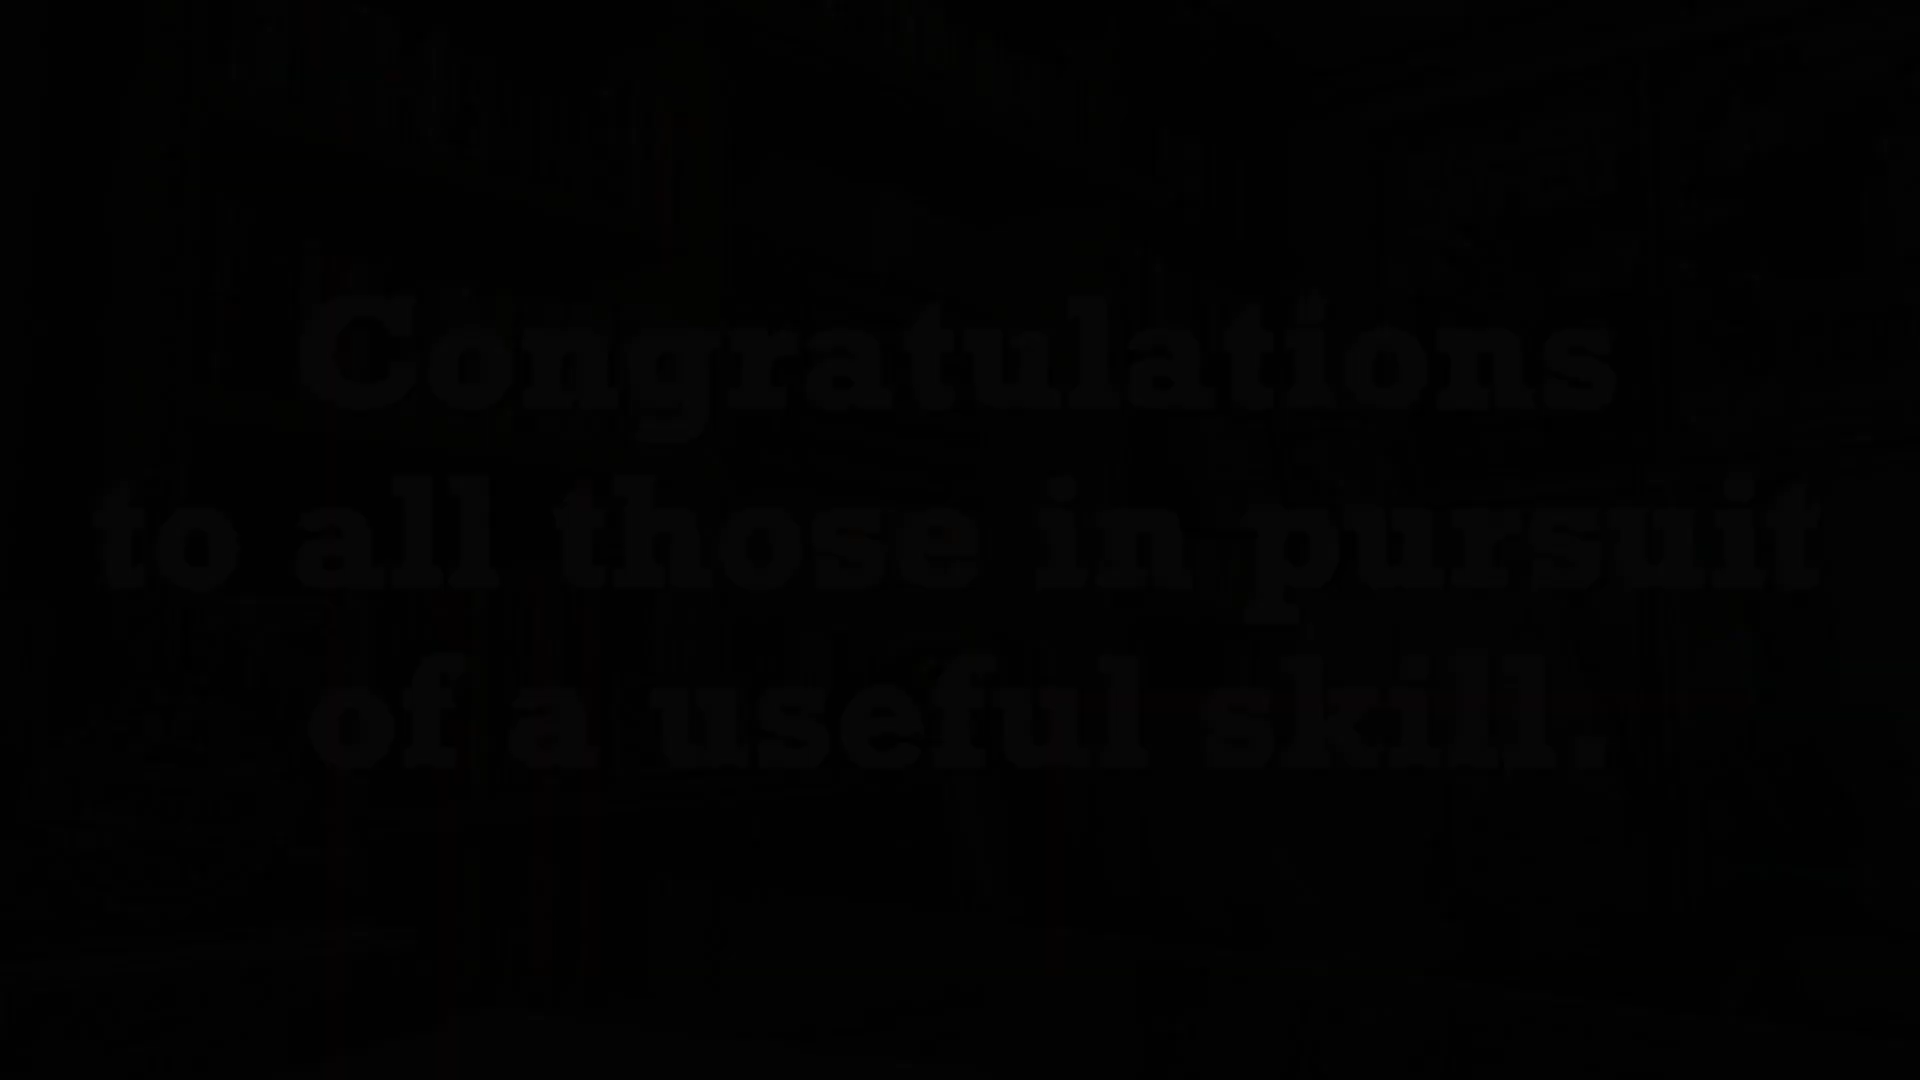 Congratulations
to all those in pursuit
of a useful skill.